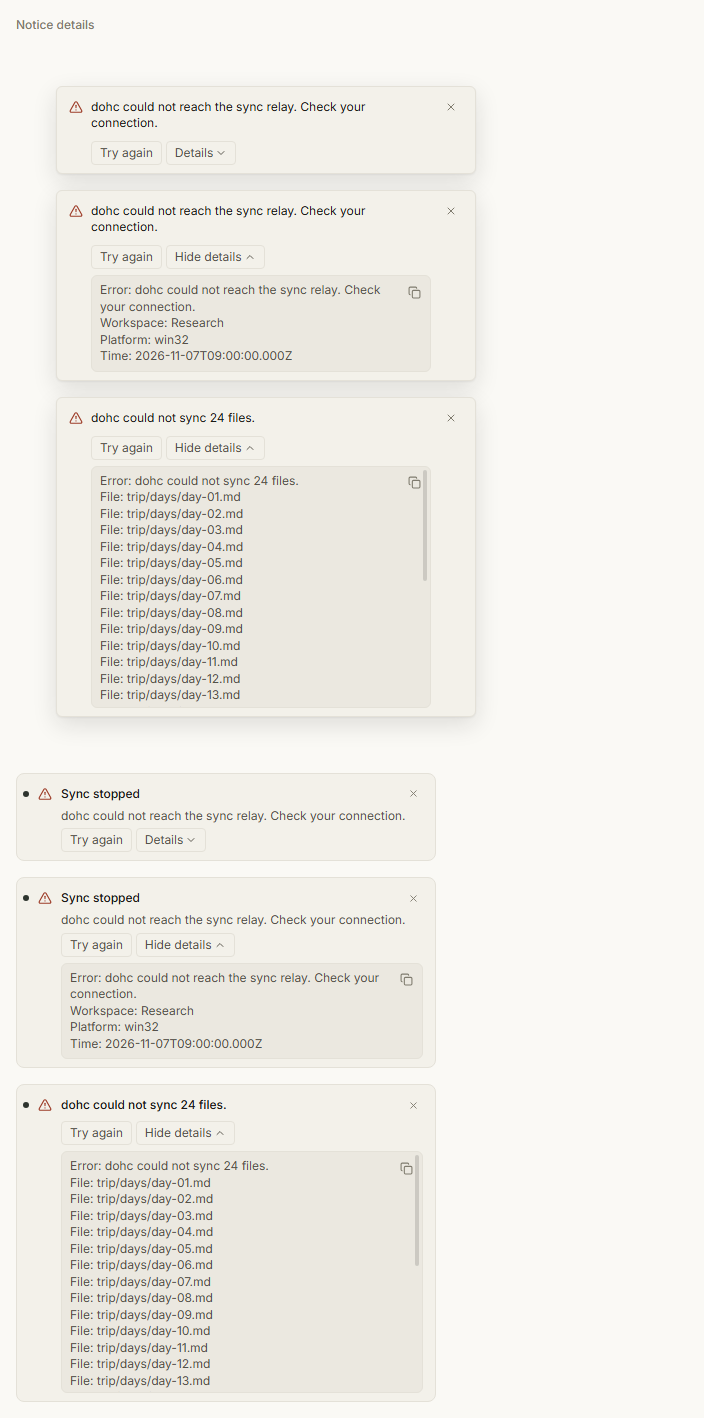 Notice details
dohc could not reach the sync relay. Check your
connection.
Try again
Details
dohc could not reach the sync relay. Check your
connection.
Try again
Hide details
Error: dohc could not reach the sync relay. Check
your connection.
Workspace: Research
Platform: win32
Time: 2026-11-07T09:00:00.000Z
dohc could not sync 24 files.
Try again
Hide details
Error: dohc could not sync 24 files.
File: trip/days/day-01.md
File: trip/days/day-02.md
File: trip/days/day-03.md
File: trip/days/day-04.md
File: trip/days/day-05.md
File: trip/days/day-06.md
File: trip/days/day-07.md
File: trip/days/day-08.md
File: trip/days/day-09.md
File: trip/days/day-10.md
File: trip/days/day-11.md
File: trip/days/day-12.md
File: trip/days/day-13.md
Sync stopped
dohc could not reach the sync relay. Check your connection.
Try again
Details
Sync stopped
dohc could not reach the sync relay. Check your connection.
Try again
Hide details
Error: dohc could not reach the sync relay. Check your
connection.
Workspace: Research
Platform: win32
Time: 2026-11-07T09:00:00.000Z
dohc could not sync 24 files.
Try again
Hide details
Error: dohc could not sync 24 files.
File: trip/days/day-01.md
File: trip/days/day-02.md
File: trip/days/day-03.md
File: trip/days/day-04.md
File: trip/days/day-05.md
File: trip/days/day-06.md
File: trip/days/day-07.md
File: trip/days/day-08.md
File: trip/days/day-09.md
File: trip/days/day-10.md
File: trip/days/day-11.md
File: trip/days/day-12.md
File: trip/days/day-13.md